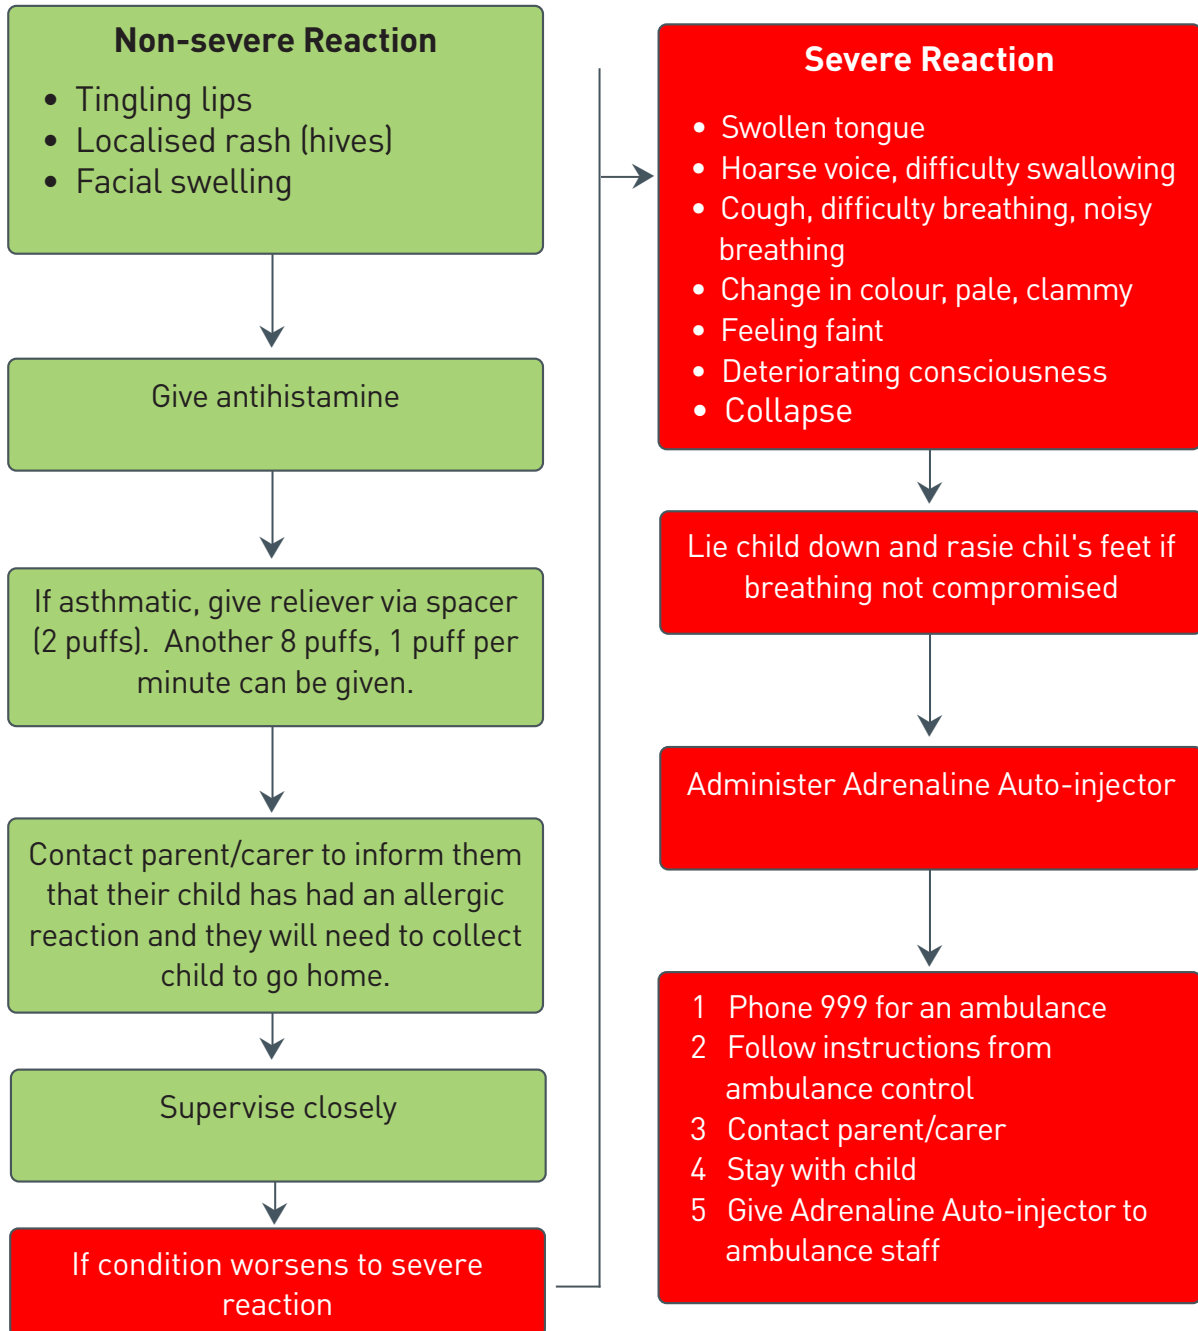 Non-severe Reaction
• Tingling lips
• Localised rash (hives)
• Facial swelling
Give antihistamine
If asthmatic, give reliever via spacer
(2 puffs).  Another 8 puffs, 1 puff per
minute can be given.
Contact parent/carer to inform them
that their child has had an allergic
reaction and they will need to collect
child to go home.
Supervise closely
If condition worsens to severe
reaction
Severe Reaction
• Swollen tongue
• Hoarse voice, difficulty swallowing
• Cough, difficulty breathing, noisy
breathing
• Change in colour, pale, clammy
• Feeling faint
• Deteriorating consciousness
• Collapse
Lie child down and rasie chil's feet if
breathing not compromised
Administer Adrenaline Auto-injector
1 Phone 999 for an ambulance
2 Follow instructions from
ambulance control
3 Contact parent/carer
4 Stay with child
5 Give Adrenaline Auto-injector to
ambulance staff